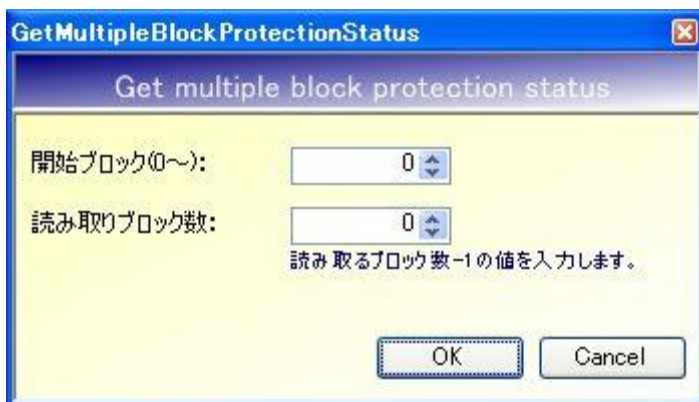 GetMultipleBlockProtectionStatus
Get multiple block protection status
開始ブロック(0～): 0
読み取りブロック数: 0
読み取るブロック数-1の値を入力します。
OK Cancel